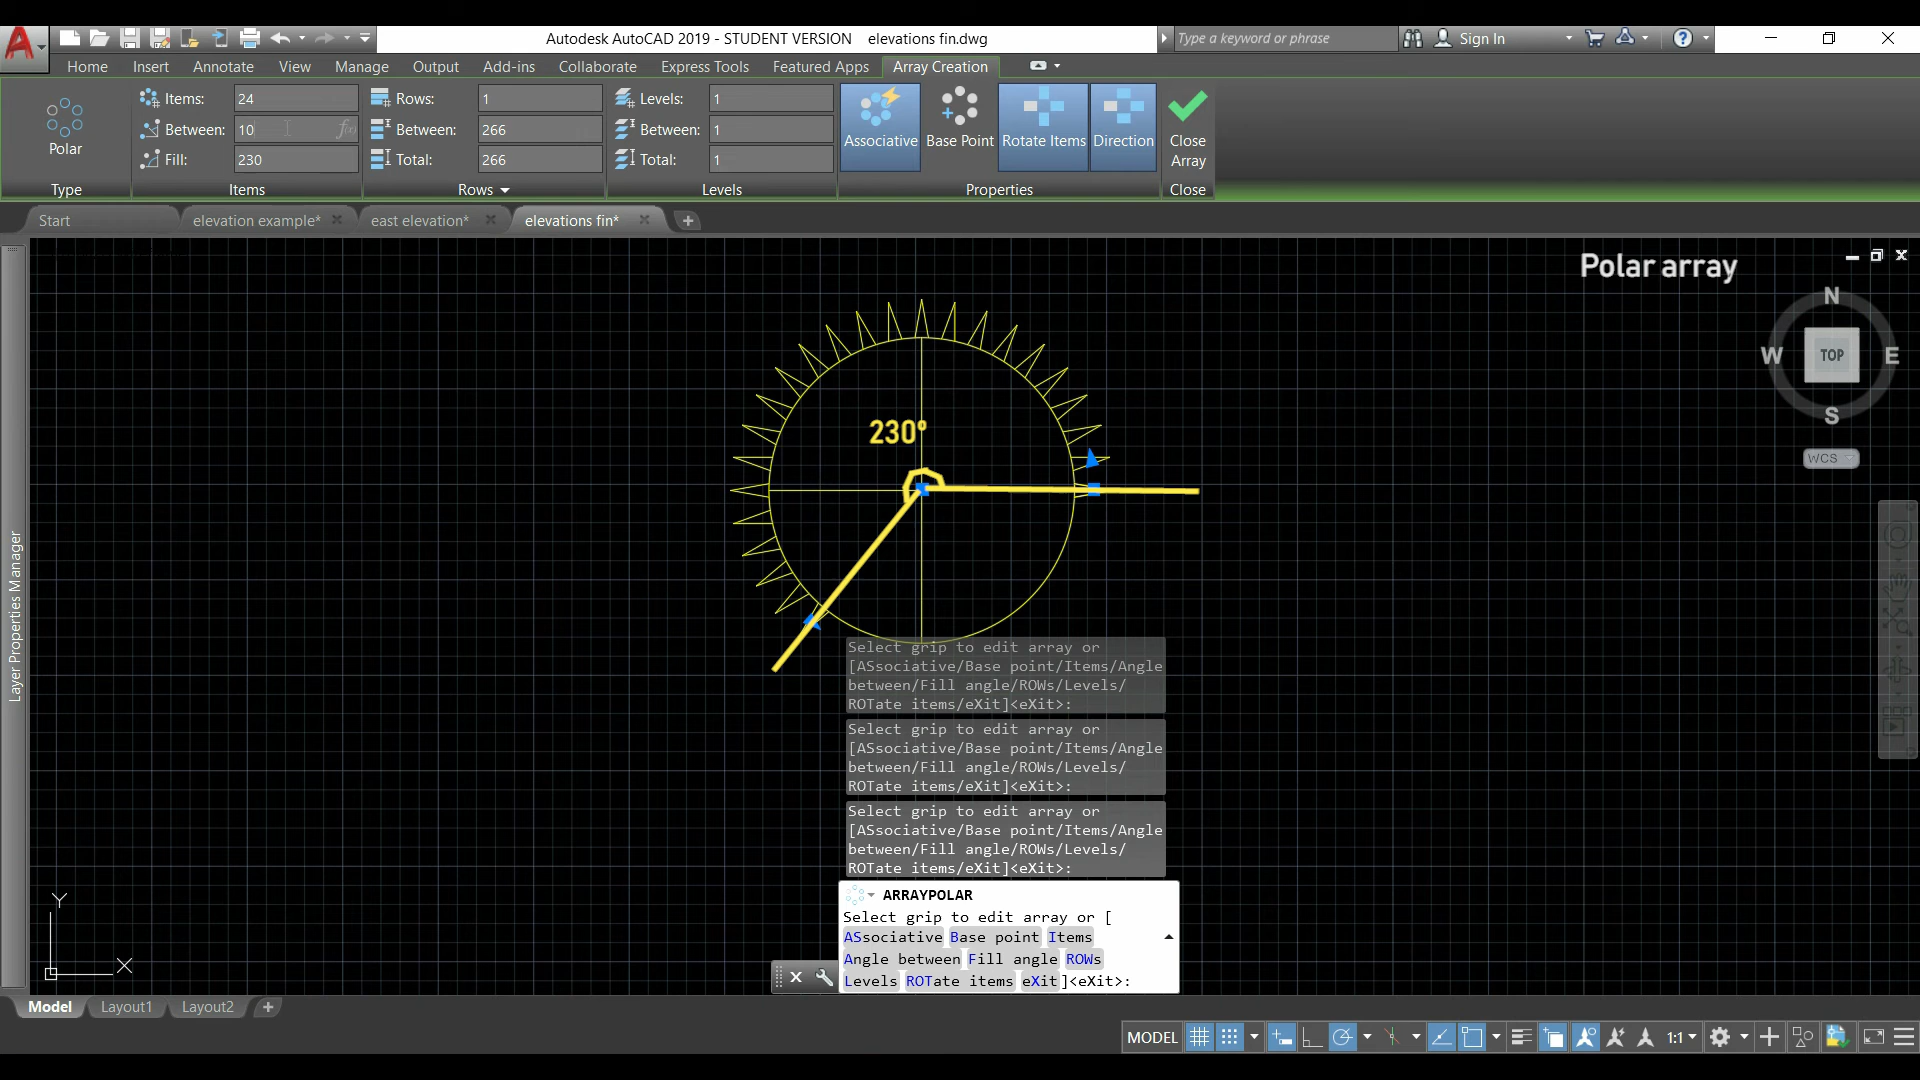 Autodesk AutoCAD 2019 - STUDENT VERSION elevations fin.dwg
Type a keyword or phrase
Sign In
Home Insert Annotate View Manage Output Add-ins Collaborate Express Tools Featured Apps Array Creation
Polar
Items: 24
Between: 10
Fill: 230
Rows: 1
Between: 266
Total: 266
Levels: 1
Between: 1
Total: 1
Associative Base Point Rotate Items Direction
Close
Array
Type Items Rows Levels Properties Close
Start elevation example* east elevation* elevations fin*
Polar array
N
W TOP E
S
WCS
230º
Layer Properties Manager
Select grip to edit array or
[ASsociative/Base point/Items/Angle
between/Fill angle/ROWs/Levels/
ROTate items/eXit]<eXit>:
Select grip to edit array or
[ASsociative/Base point/Items/Angle
between/Fill angle/ROWs/Levels/
ROTate items/eXit]<eXit>:
Select grip to edit array or
[ASsociative/Base point/Items/Angle
between/Fill angle/ROWs/Levels/
ROTate items/eXit]<eXit>:
ARRAYPOLAR
Select grip to edit array or [
ASsociative Base point Items
Angle between Fill angle ROWs
Levels ROTate items eXit]<eXit>:
Y
X
Model Layout1 Layout2
MODEL
1:1